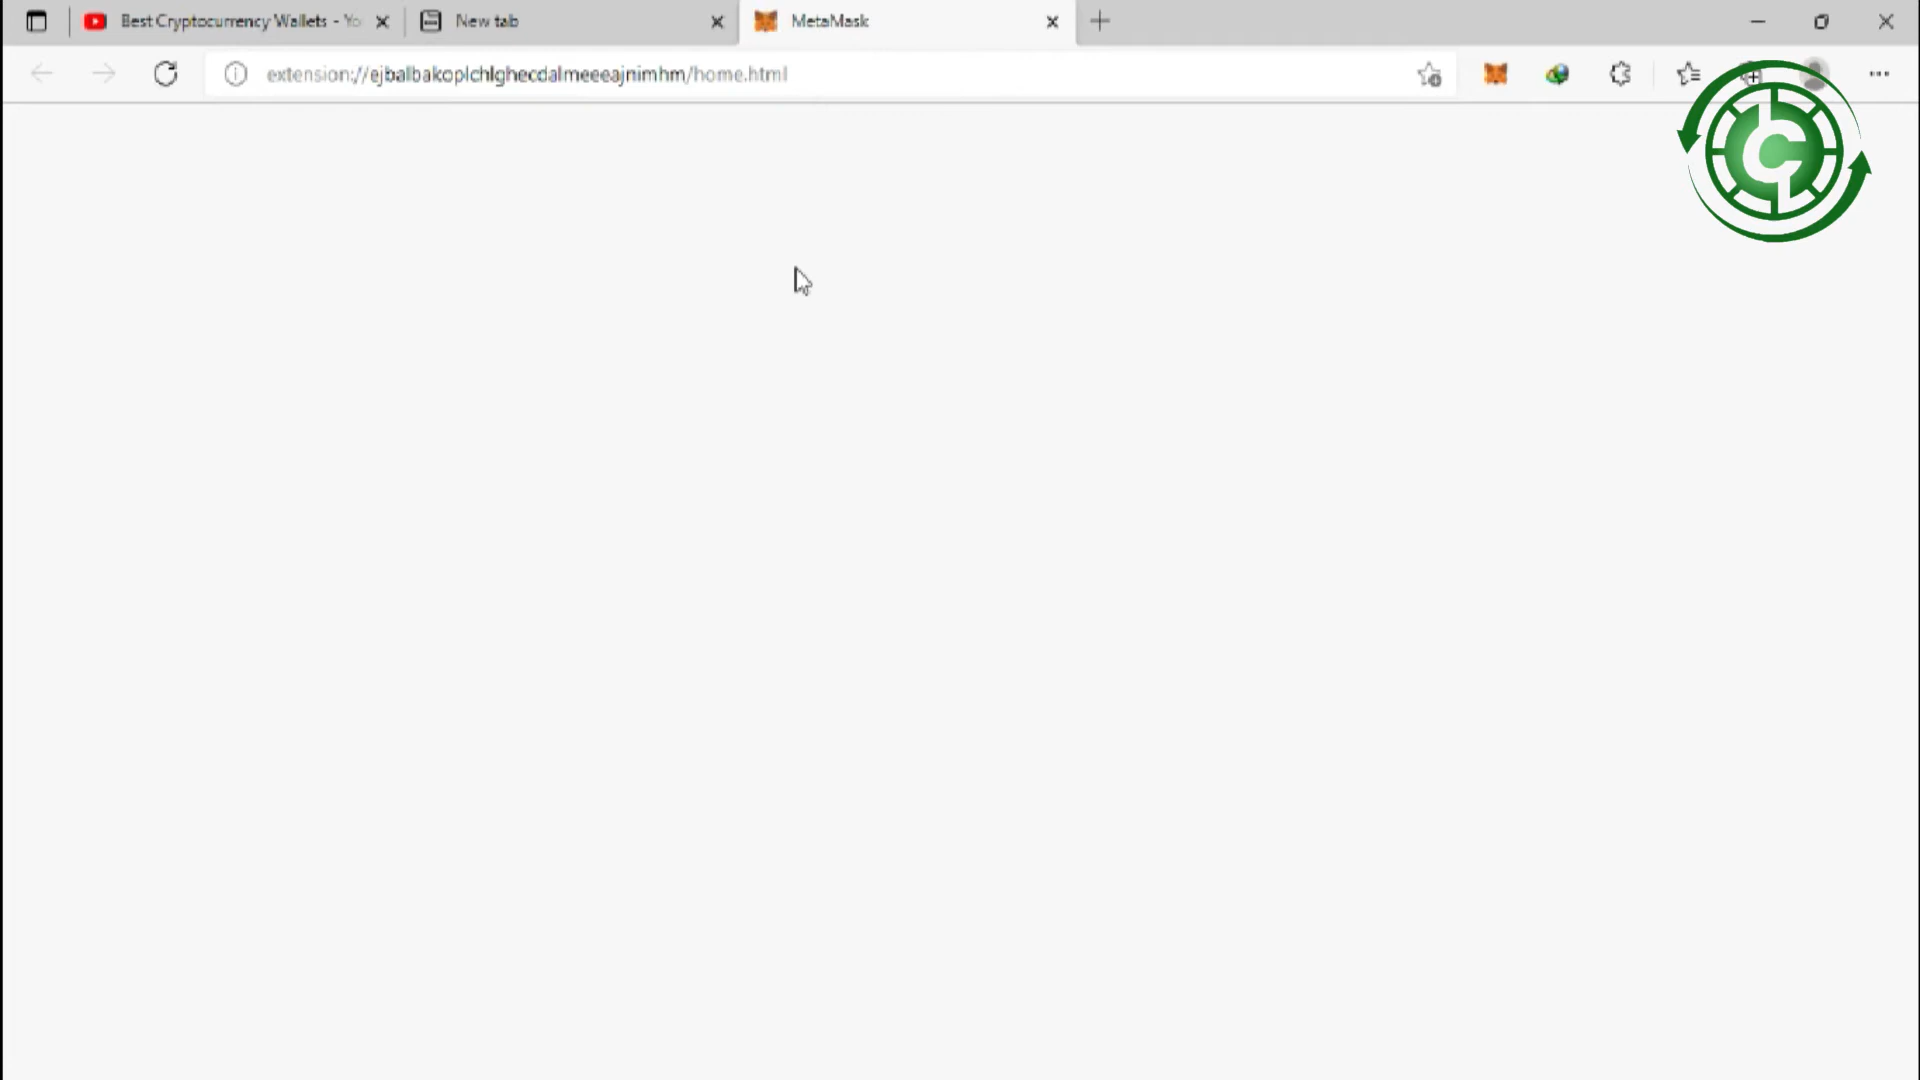 Best Cryptocurrency Wallets - Yo
New tab
MetaMask
extension://ejbalbakoplchlghecdalmeeeajnimhm/home.html